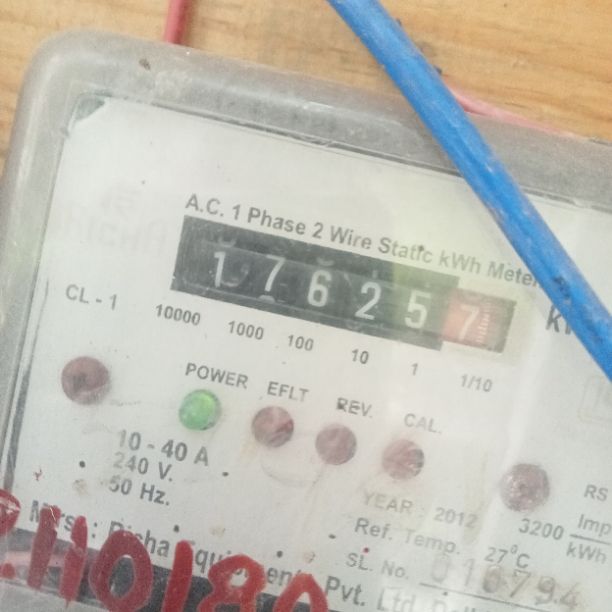 A.C. 1 Phase 2 Wire Static kWh Meter
1 7 6 2 5 7
CL - 1
10000 1000 100 10 1 1/10
POWER EFLT REV. CAL.
10 - 40 A
240 V.
50 Hz.
YEAR : 2012
3200 Imp
kWh
RS
Ref. Temp. 27°C
SL. No.
Pvt. Ltd.